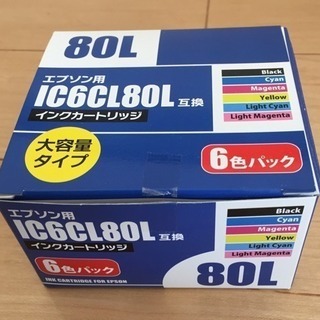 80L
エプソン用
IC6CL80L 互換
インクカートリッジ
Black
Cyan
Magenta
Yellow
Light Cyan
Light Magenta
大容量
タイプ
6色パック
エプソン用
IC6CL80L 互換
インクカートリッジ
Black
Cyan
Magenta
Yellow
Light Cyan
Light Magenta
6色パック
80L
INK CARTRIDGE FOR EPSON